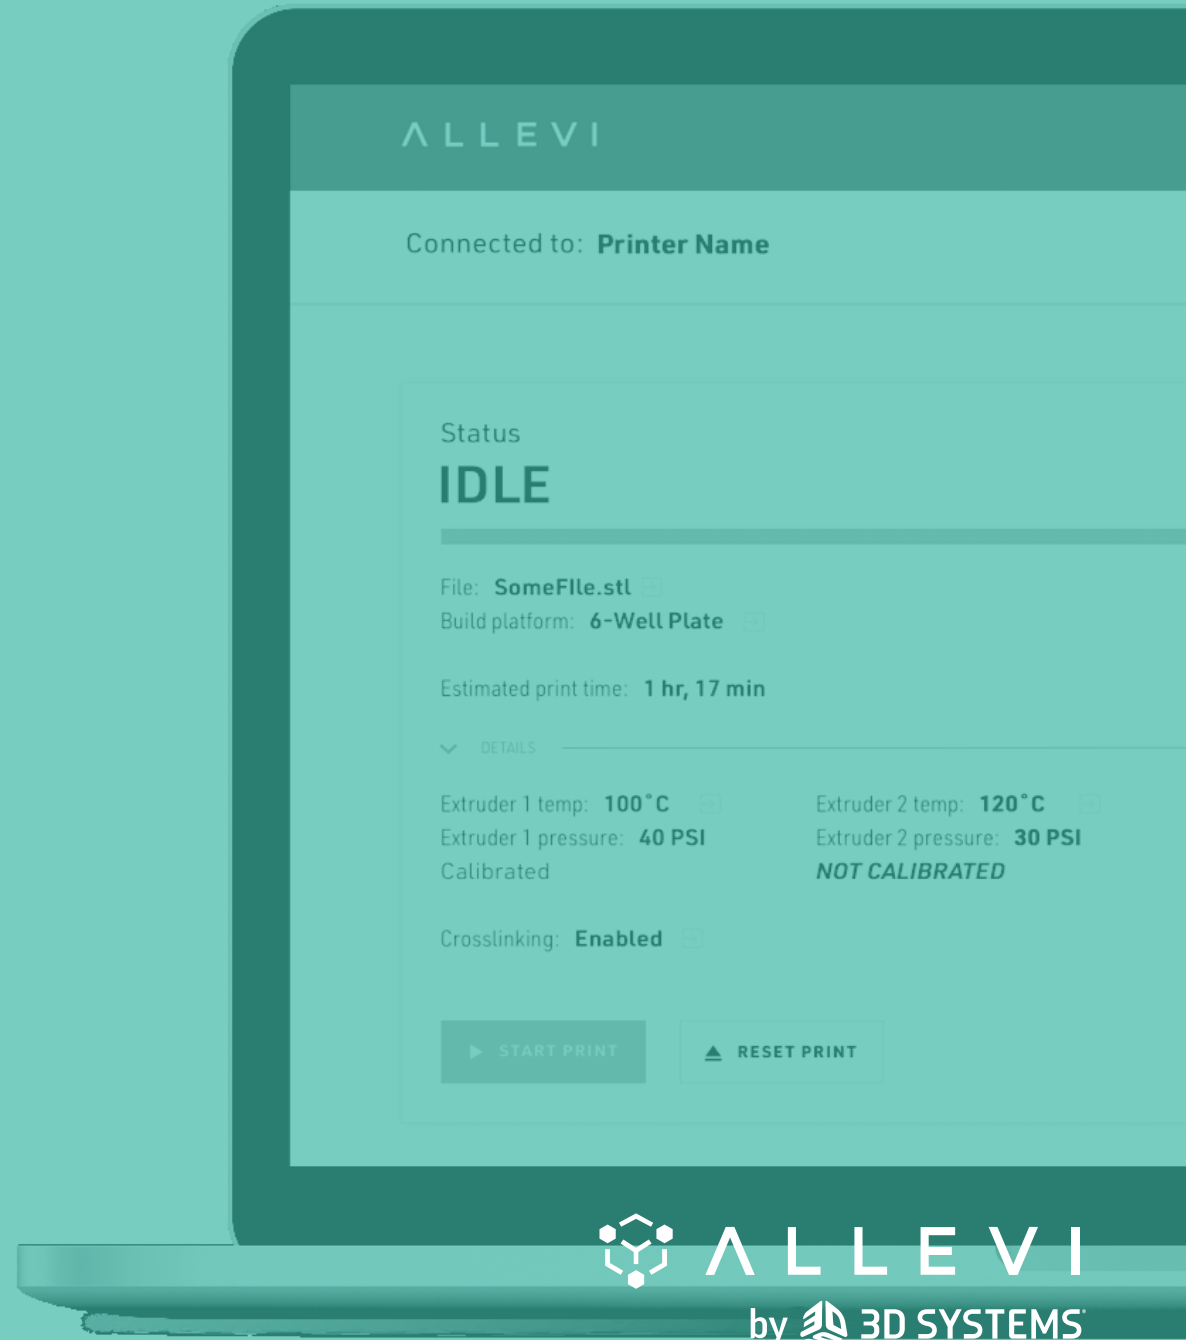 ALLEVI
Connected to: Printer Name
Status
IDLE
File: SomeFIle.stl
Build platform: 6-Well Plate
Estimated print time: 1 hr, 17 min
DETAILS
Extruder 1 temp: 100˚C Extruder 2 temp: 120˚C
Extruder 1 pressure: 40 PSI Extruder 2 pressure: 30 PSI
Calibrated NOT CALIBRATED
Crosslinking: Enabled
START PRINT RESET PRINT
ALLEVI
by 3D SYSTEMS